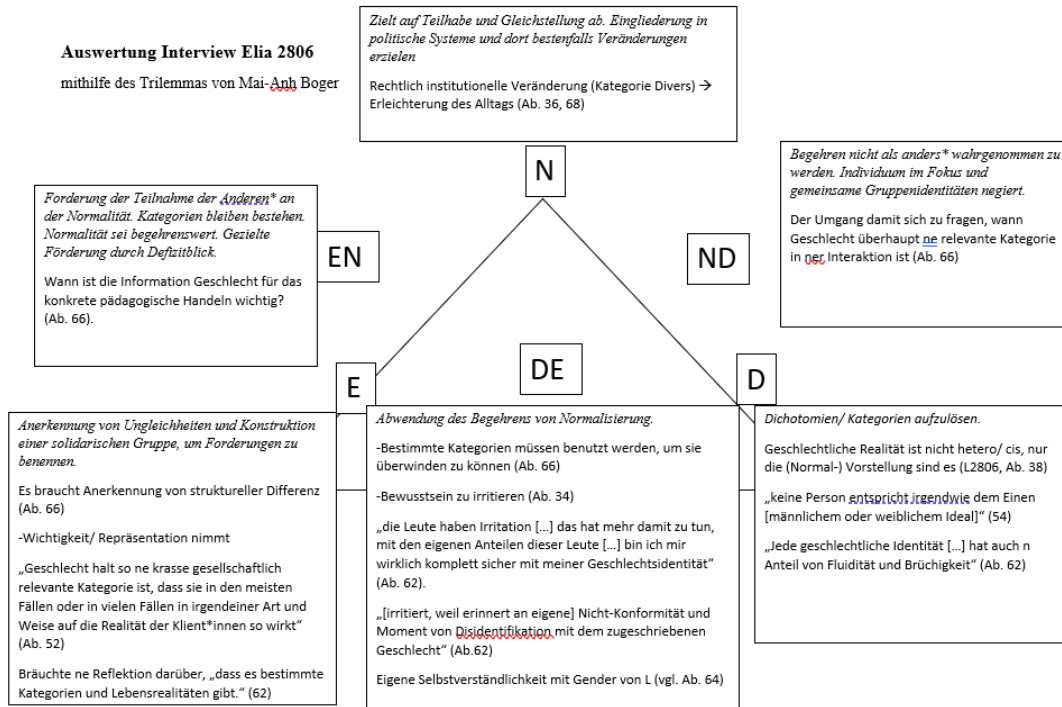 Auswertung Interview Elia 2806
mithilfe des Trilemmas von Mai-Anh Boger
Zielt auf Teilhabe und Gleichstellung ab. Eingliederung in
politische Systeme und dort bestenfalls Veränderungen
erzielen
Rechtlich institutionelle Veränderung (Kategorie Divers) →
Erleichterung des Alltags (Ab. 36, 68)
N
Forderung der Teilnahme der Anderen* an
der Normalität. Kategorien bleiben bestehen.
Normalität sei begehrenswert. Gezielte
Förderung durch Defizitblick.
Wann ist die Information Geschlecht für das
konkrete pädagogische Handeln wichtig?
(Ab. 66).
EN
ND
Begehren nicht als anders* wahrgenommen zu
werden. Individuum im Fokus und
gemeinsame Gruppenidentitäten negiert.
Der Umgang damit sich zu fragen, wann
Geschlecht überhaupt ne relevante Kategorie
in ner Interaktion ist (Ab. 66)
E
DE
D
Anerkennung von Ungleichheiten und Konstruktion
einer solidarischen Gruppe, um Forderungen zu
benennen.
Es braucht Anerkennung von struktureller Differenz
(Ab. 66)
-Wichtigkeit/ Repräsentation nimmt
„Geschlecht halt so ne krasse gesellschaftlich
relevante Kategorie ist, dass sie in den meisten
Fällen oder in vielen Fällen in irgendeiner Art und
Weise auf die Realität der Klient*innen so wirkt“
(Ab. 52)
Bräuchte ne Reflektion darüber, „dass es bestimmte
Kategorien und Lebensrealitäten gibt.“ (62)
Abwendung des Begehrens von Normalisierung.
-Bestimmte Kategorien müssen benutzt werden, um sie
überwinden zu können (Ab. 66)
-Bewusstsein zu irritieren (Ab. 34)
„die Leute haben Irritation [...] das hat mehr damit zu tun,
mit den eigenen Anteilen dieser Leute [...] bin ich mir
wirklich komplett sicher mit meiner Geschlechtsidentität“
(Ab. 62).
„[irritiert, weil erinnert an eigene] Nicht-Konformität und
Moment von Disidentifikation mit dem zugeschriebenen
Geschlecht“ (Ab.62)
Eigene Selbstverständlichkeit mit Gender von L (vgl. Ab. 64)
Dichotomien/ Kategorien aufzulösen.
Geschlechtliche Realität ist nicht hetero/ cis, nur
die (Normal-) Vorstellung sind es (L2806, Ab. 38)
„keine Person entspricht irgendwie dem Einen
[männlichem oder weiblichem Ideal]“ (54)
„Jede geschlechtliche Identität [...] hat auch n
Anteil von Fluidität und Brüchigkeit“ (Ab. 62)